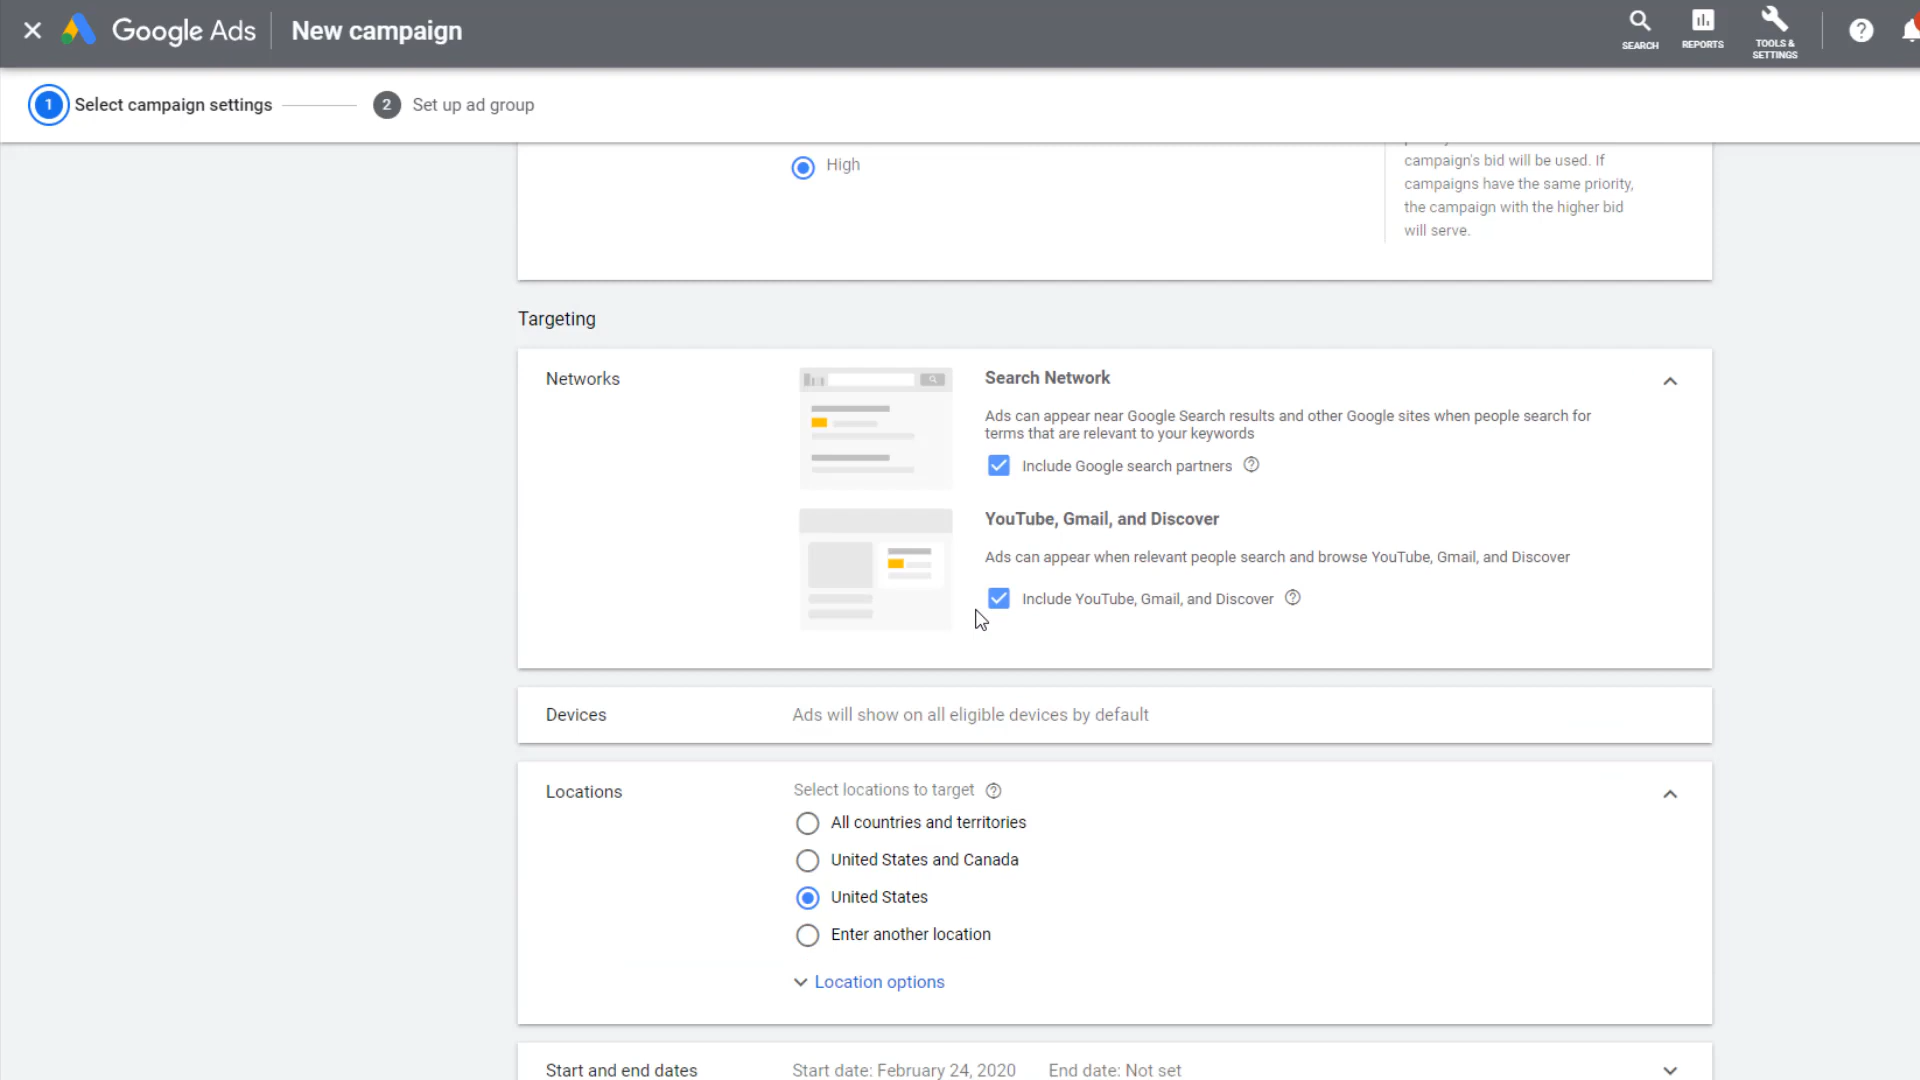 Google Ads
New campaign
SEARCH
REPORTS
TOOLS &
SETTINGS
1 Select campaign settings
2 Set up ad group
High
campaign's bid will be used. If
campaigns have the same priority,
the campaign with the higher bid
will serve.
Targeting
Networks
Search Network
Ads can appear near Google Search results and other Google sites when people search for
terms that are relevant to your keywords
Include Google search partners
YouTube, Gmail, and Discover
Ads can appear when relevant people search and browse YouTube, Gmail, and Discover
Include YouTube, Gmail, and Discover
Devices
Ads will show on all eligible devices by default
Locations
Select locations to target
All countries and territories
United States and Canada
United States
Enter another location
Location options
Start and end dates
Start date: February 24, 2020
End date: Not set